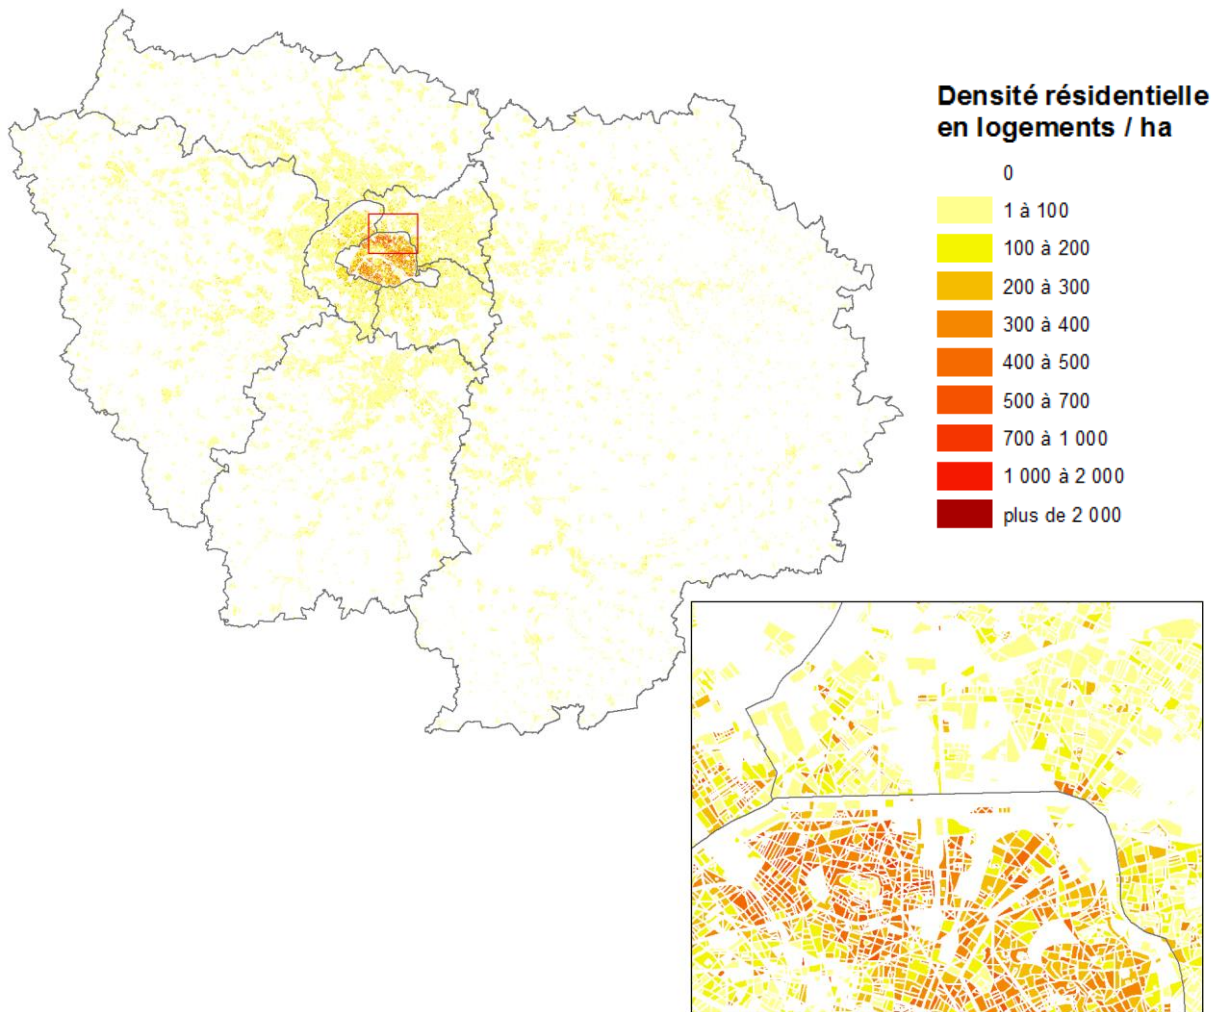 Densité résidentielle
en logements / ha
0
1 à 100
100 à 200
200 à 300
300 à 400
400 à 500
500 à 700
700 à 1 000
1 000 à 2 000
plus de 2 000